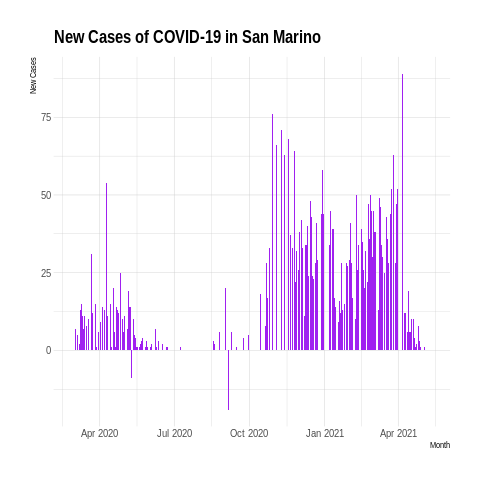 New Cases of COVID-19 in San Marino
New Cases
75
50
25
0
Apr 2020 Jul 2020 Oct 2020 Jan 2021 Apr 2021
Month